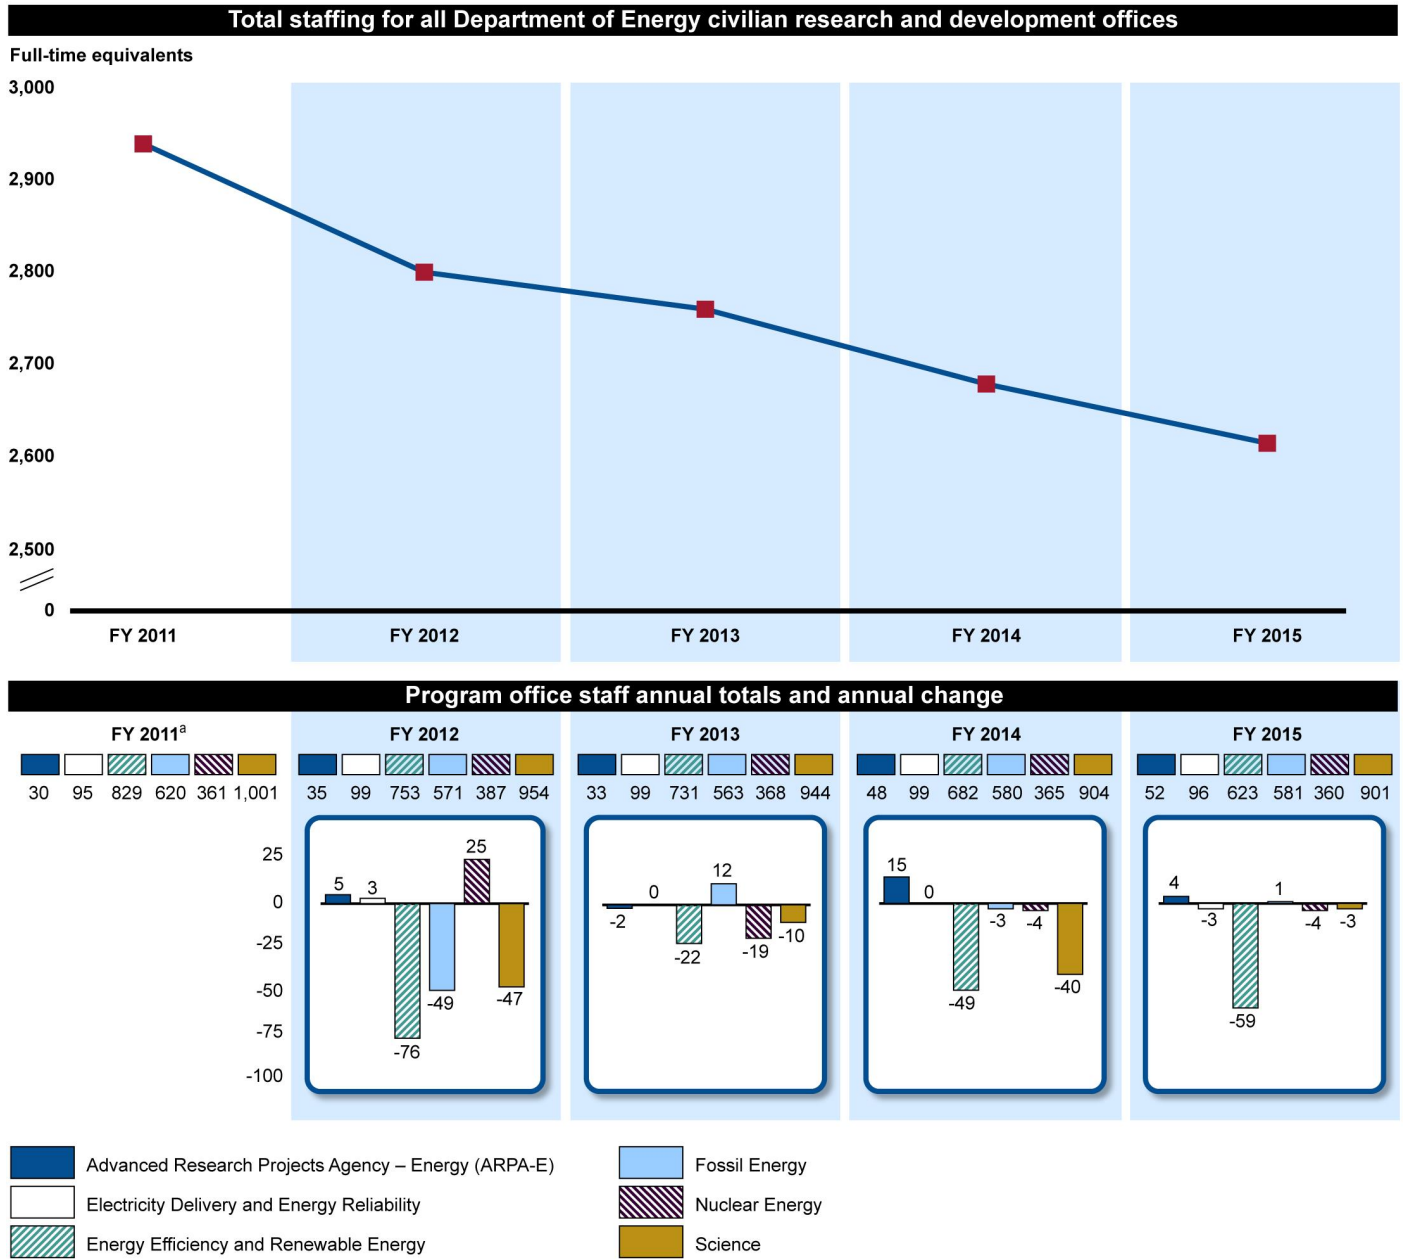 Total staffing for all Department of Energy civilian research and development offices
Full-time equivalents
3,000
2,900
2,800
2,700
2,600
2,500
0
FY 2011 FY 2012 FY 2013 FY 2014 FY 2015
Program office staff annual totals and annual change
FY 2011a FY 2012 FY 2013 FY 2014 FY 2015
30 95 829 620 361 1,001 35 99 753 571 387 954 33 99 731 563 368 944 48 99 682 580 365 904 52 96 623 581 360 901
25
0
-25
-50
-75
-100
5 3 -76 -49 25 -47
-2 0 -22 12 -19 -10
15 0 -49 -3 -4 -40
4 -3 -59 1 -4 -3
Advanced Research Projects Agency – Energy (ARPA-E)
Electricity Delivery and Energy Reliability
Energy Efficiency and Renewable Energy
Fossil Energy
Nuclear Energy
Science